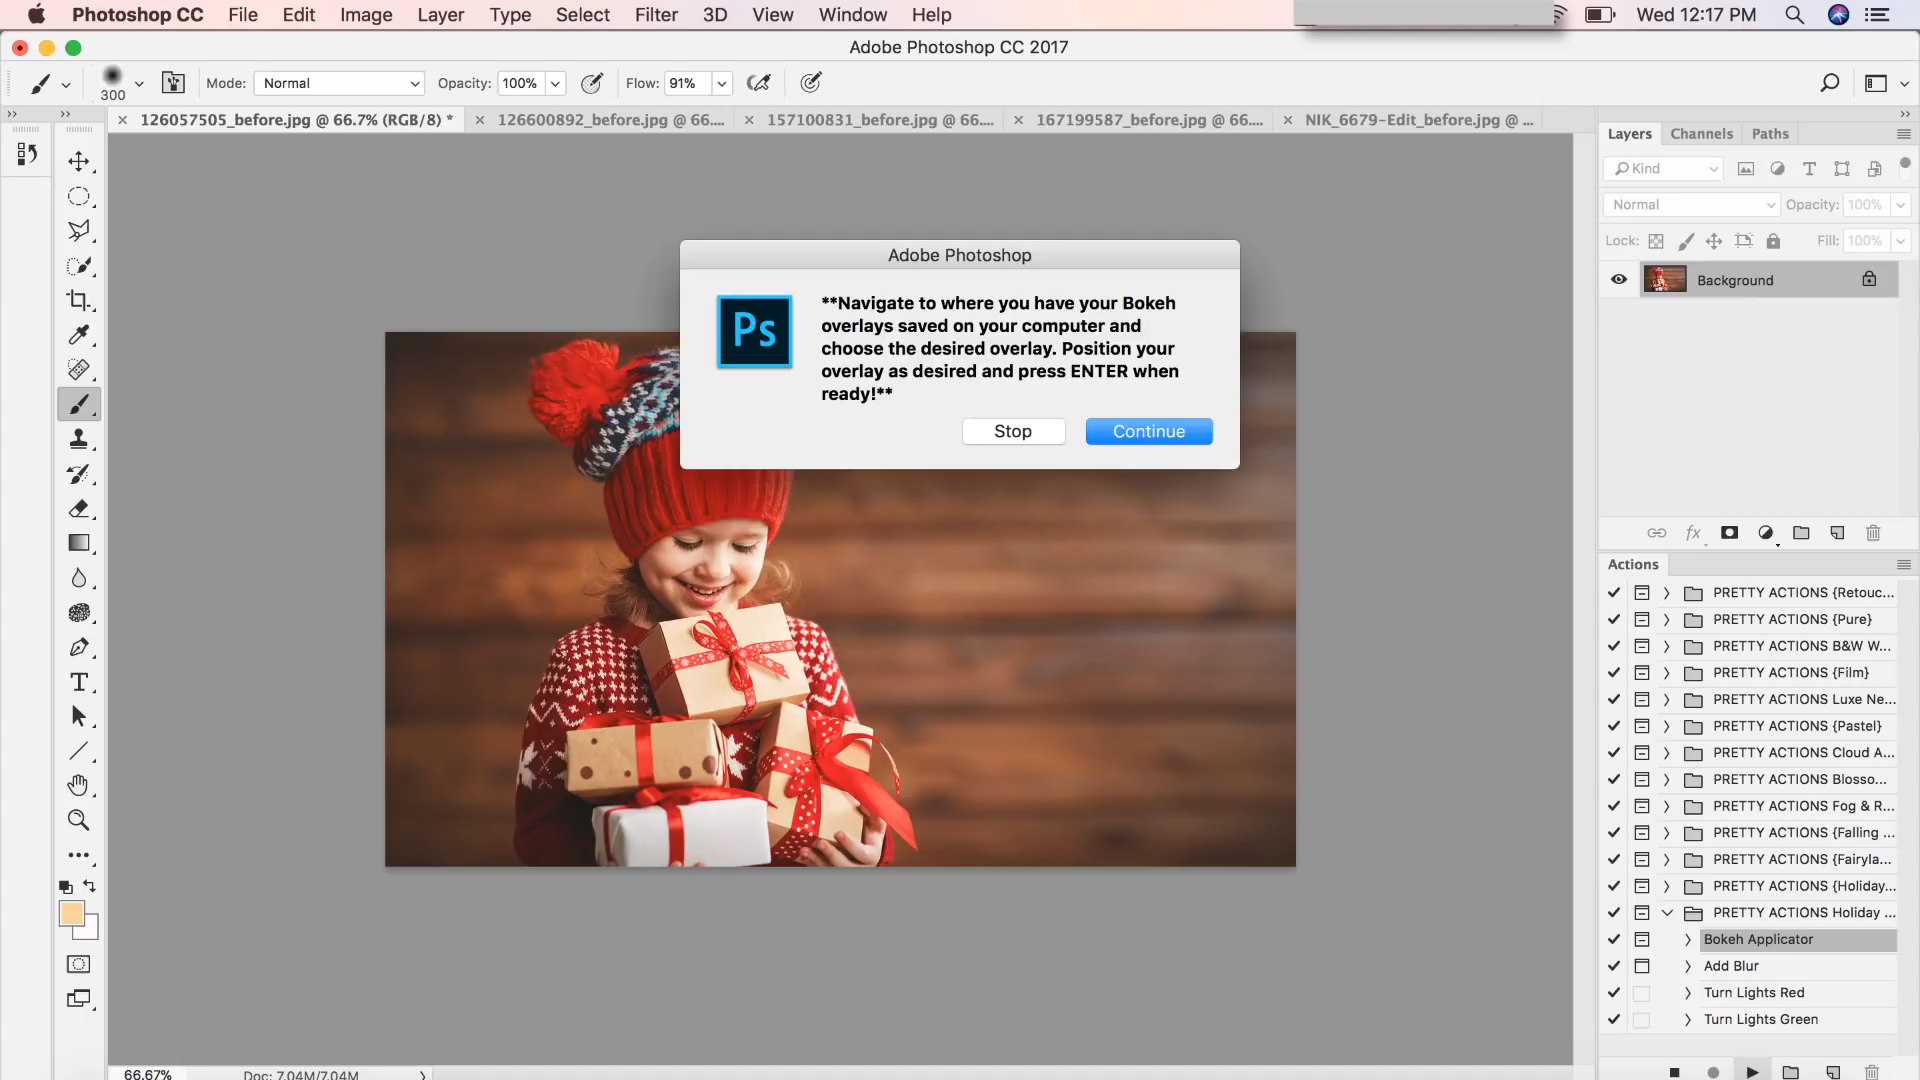 Photoshop CC File Edit Image Layer Type Select Filter 3D View Window Help Wed 12:17 PM
Adobe Photoshop CC 2017
300 Mode: Normal Opacity: 100% Flow: 91%
126057505_before.jpg @ 66.7% (RGB/8) * 126600892_before.jpg @ 66.... 157100831_before.jpg @ 66.... 167199587_before.jpg @ 66.... NIK_6679-Edit_before.jpg @ ...
Layers Channels Paths
Kind
Normal Opacity: 100%
Lock: Fill: 100%
Background
Adobe Photoshop
Ps
**Navigate to where you have your Bokeh
overlays saved on your computer and
choose the desired overlay. Position your
overlay as desired and press ENTER when
ready!**
Stop Continue
fx
Actions
PRETTY ACTIONS {Retouc...
PRETTY ACTIONS {Pure}
PRETTY ACTIONS B&W W...
PRETTY ACTIONS {Film}
PRETTY ACTIONS Luxe Ne...
PRETTY ACTIONS {Pastel}
PRETTY ACTIONS Cloud A...
PRETTY ACTIONS Blosso...
PRETTY ACTIONS Fog & R...
PRETTY ACTIONS {Falling ...
PRETTY ACTIONS {Fairyla...
PRETTY ACTIONS {Holiday...
PRETTY ACTIONS Holiday ...
Bokeh Applicator
Add Blur
Turn Lights Red
Turn Lights Green
66.67% Doc: 7.04M/7.04M